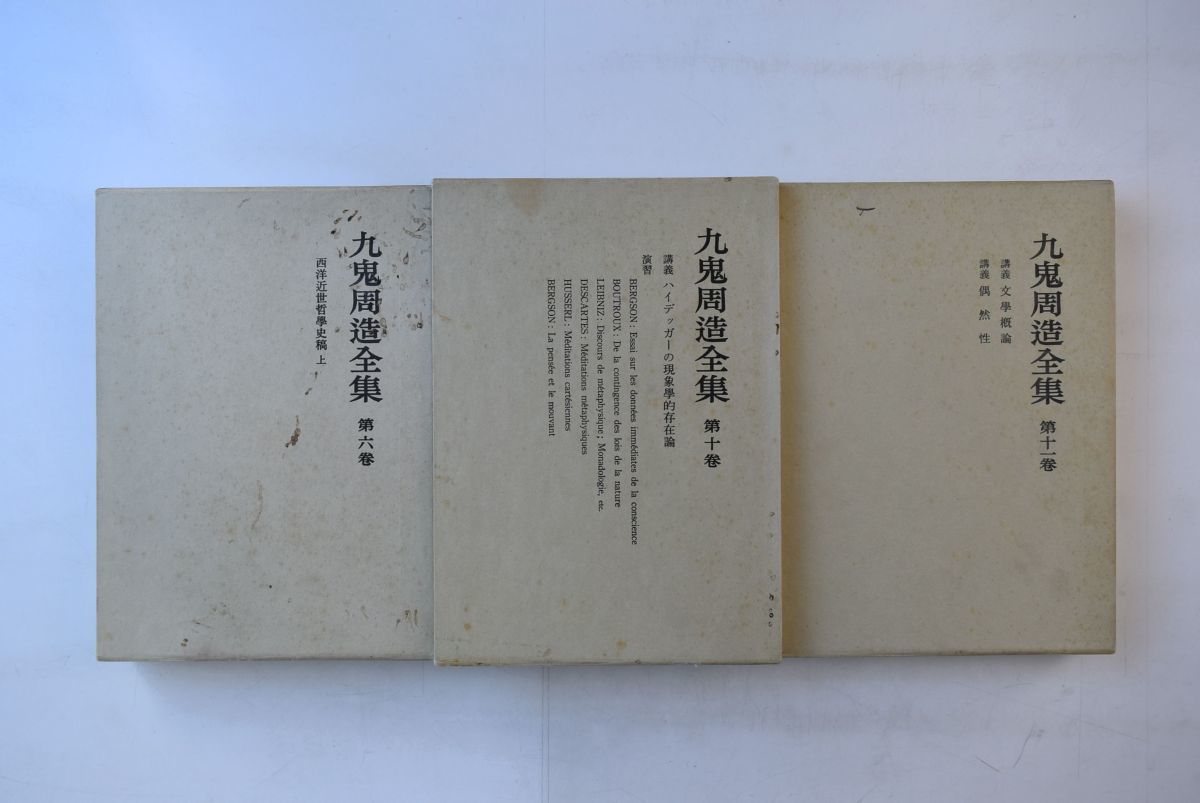 九鬼周造全集 第六卷
西洋近世哲學史稿 上
九鬼周造全集 第十卷
講義 ハイデッガーの現象學的存在論
演習
BERGSON : Essai sur les données immédiates de la conscience
BOUTROUX : De la contingence des lois de la nature
LEIBNIZ : Discours de métaphysique ; Monadologie, etc.
DESCARTES : Méditations métaphysiques
HUSSERL : Méditations cartésiennes
BERGSON : La pensée et le mouvant
九鬼周造全集 第十一卷
講義 文學概論
講義 偶然性